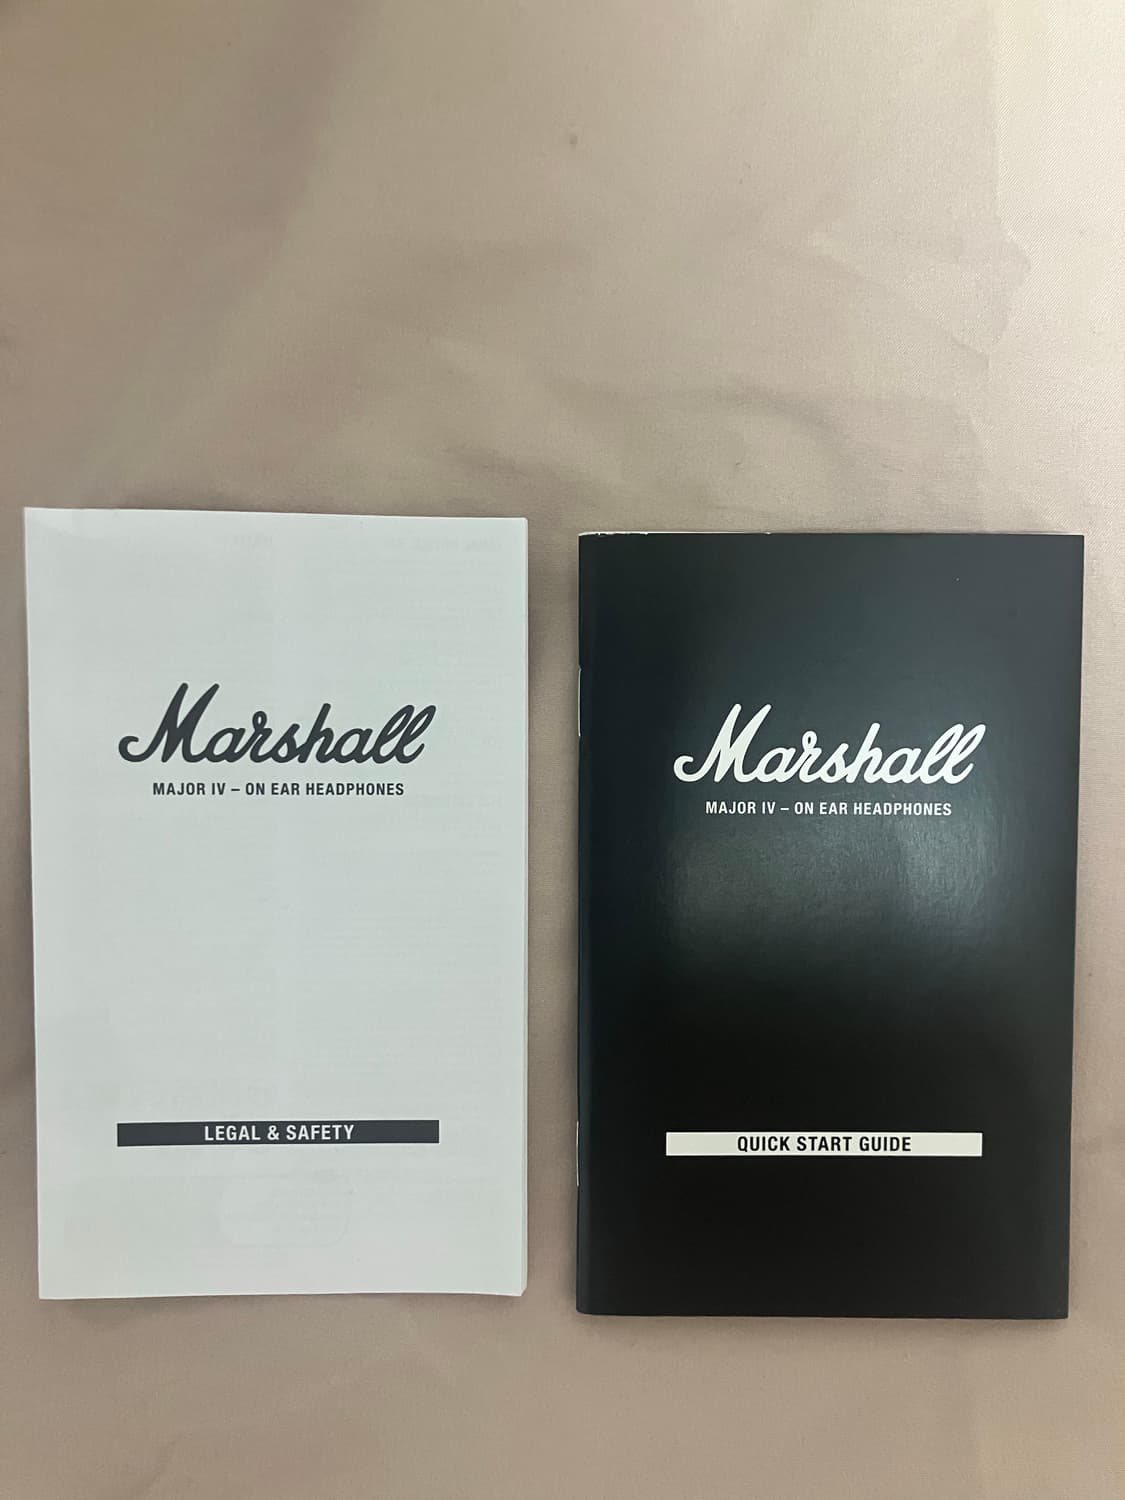 Marshall
MAJOR IV – ON EAR HEADPHONES
LEGAL & SAFETY
Marshall
MAJOR IV – ON EAR HEADPHONES
QUICK START GUIDE